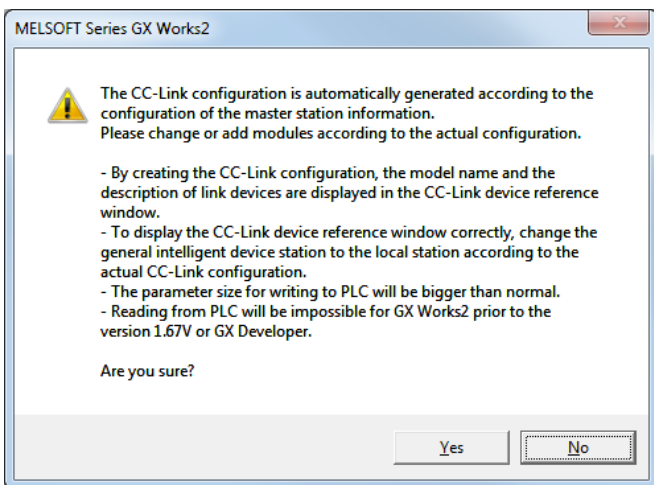 MELSOFT Series GX Works2
The CC-Link configuration is automatically generated according to the
configuration of the master station information.
Please change or add modules according to the actual configuration.
- By creating the CC-Link configuration, the model name and the
description of link devices are displayed in the CC-Link device reference
window.
- To display the CC-Link device reference window correctly, change the
general intelligent device station to the local station according to the
actual CC-Link configuration.
- The parameter size for writing to PLC will be bigger than normal.
- Reading from PLC will be impossible for GX Works2 prior to the
version 1.67V or GX Developer.
Are you sure?
Yes No